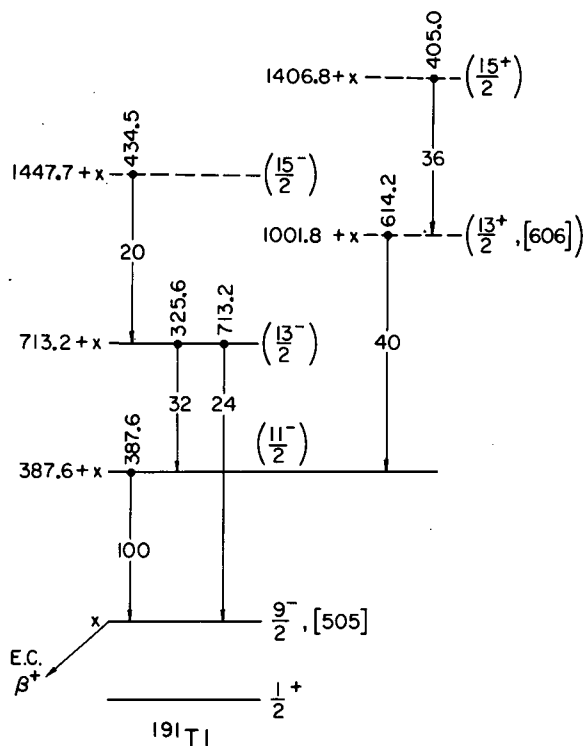 405.0
1406.8+x
(15+/2)
434.5
1447.7+x
(15−/2)
36
614.2
1001.8 +x
(13+/2 ,[606])
20
325.6
713.2
713.2+x
(13−/2)
40
32
24
387.6
(11−/2)
387.6+x
100
x
9−/2 ,[505]
E.C.
β+
1+/2
191Tl